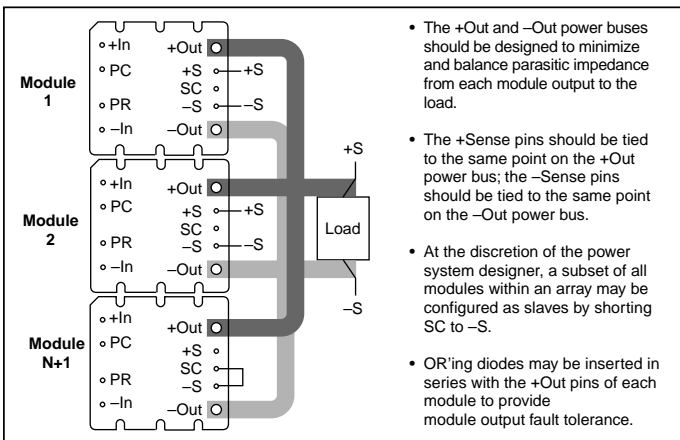 Module
1
+In
PC
PR
–In
+Out
+S
SC
–S
–Out
+S
–S
Module
2
+In
PC
PR
–In
+Out
+S
SC
–S
–Out
+S
–S
Module
N+1
+In
PC
PR
–In
+Out
+S
SC
–S
–Out
+S
Load
–S
• The +Out and –Out power buses
should be designed to minimize
and balance parasitic impedance
from each module output to the
load.
• The +Sense pins should be tied
to the same point on the +Out
power bus; the –Sense pins
should be tied to the same point
on the –Out power bus.
• At the discretion of the power
system designer, a subset of all
modules within an array may be
configured as slaves by shorting
SC to –S.
• OR'ing diodes may be inserted in
series with the +Out pins of each
module to provide
module output fault tolerance.